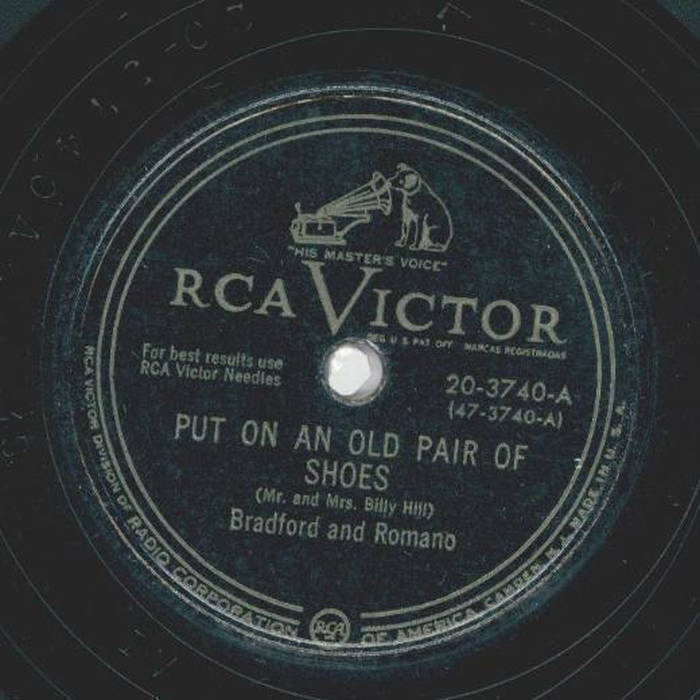 "HIS MASTER'S VOICE"
RCA VICTOR
REG U S PAT OFF MARCAS REGISTRADAS
For best results use
RCA Victor Needles
20-3740-A
(47-3740-A)
PUT ON AN OLD PAIR OF
SHOES
(Mr. and Mrs. Billy Hill)
Bradford and Romano
RCA VICTOR DIVISION OF RADIO CORPORATION OF AMERICA, CAMDEN, N. J. MADE IN U. S. A.
RCA